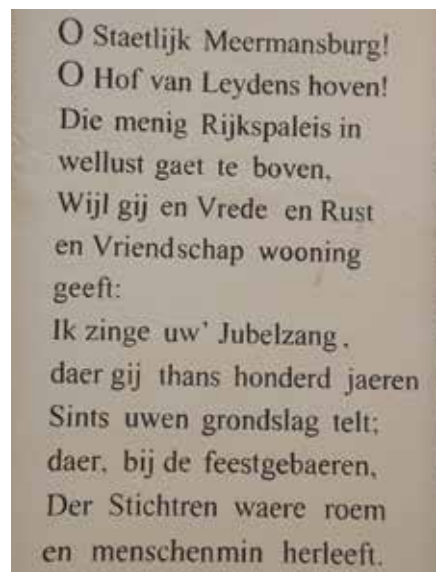 O Staetlijk Meermansburg!
O Hof van Leydens hoven!
Die menig Rijkspaleis in
wellust gaet te boven,
Wijl gij en Vrede en Rust
en Vriendschap wooning
geeft:
Ik zinge uw' Jubelzang,
daer gij thans honderd jaeren
Sints uwen grondslag telt;
daer, bij de feestgebaeren,
Der Stichtren waere roem
en menschenmin herleeft.